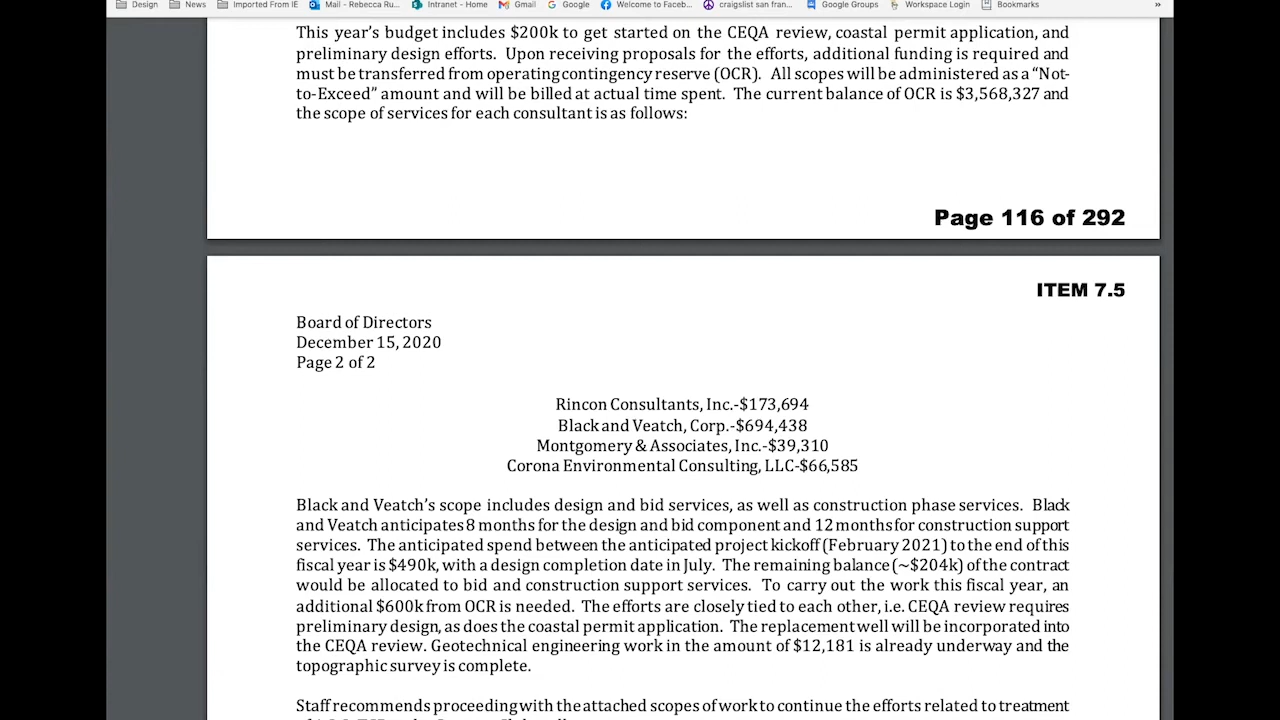 Design News Imported From IE Mail - Rebecca Ru... Intranet - Home Gmail Google Welcome to Faceb... craigslist san fran... Google Groups Workspace Login Bookmarks »
This year's budget includes $200k to get started on the CEQA review, coastal permit application, and
preliminary design efforts. Upon receiving proposals for the efforts, additional funding is required and
must be transferred from operating contingency reserve (OCR). All scopes will be administered as a "Not-
to-Exceed" amount and will be billed at actual time spent. The current balance of OCR is $3,568,327 and
the scope of services for each consultant is as follows:
Page 116 of 292
ITEM 7.5
Board of Directors
December 15, 2020
Page 2 of 2
Rincon Consultants, Inc.-$173,694
Black and Veatch, Corp.-$694,438
Montgomery & Associates, Inc.-$39,310
Corona Environmental Consulting, LLC-$66,585
Black and Veatch's scope includes design and bid services, as well as construction phase services. Black
and Veatch anticipates 8 months for the design and bid component and 12 months for construction support
services. The anticipated spend between the anticipated project kickoff (February 2021) to the end of this
fiscal year is $490k, with a design completion date in July. The remaining balance (~$204k) of the contract
would be allocated to bid and construction support services. To carry out the work this fiscal year, an
additional $600k from OCR is needed. The efforts are closely tied to each other, i.e. CEQA review requires
preliminary design, as does the coastal permit application. The replacement well will be incorporated into
the CEQA review. Geotechnical engineering work in the amount of $12,181 is already underway and the
topographic survey is complete.
Staff recommends proceeding with the attached scopes of work to continue the efforts related to treatment